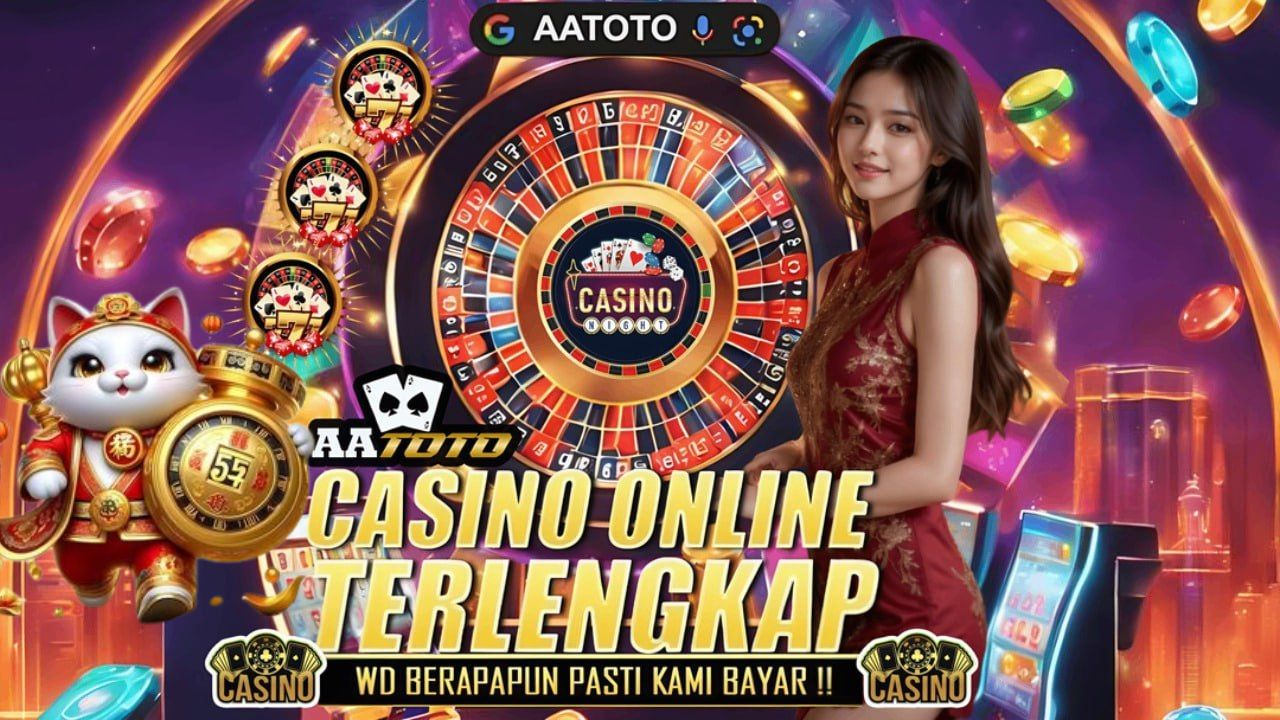 AATOTO
CASINO
NIGHT
AATOTO
CASINO ONLINE
TERLENGKAP
CASINO
WD BERAPAPUN PASTI KAMI BAYAR !!
CASINO